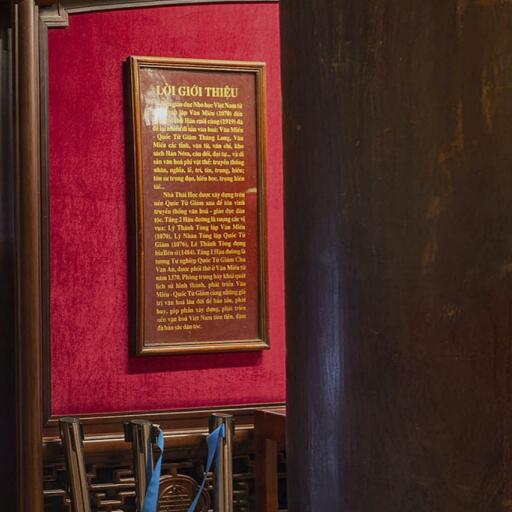 LỜI GIỚI THIỆU
giáo dục Nho học Việt Nam từ
lập Văn Miếu (1070) đến
Hán cuối cùng (1919) đã
để lại nhiều di sản văn hoá: Văn Miếu
- Quốc Tử Giám Thăng Long, Văn
Miếu các tỉnh, văn từ, văn chỉ, kho
sách Hán Nôm, câu đối, đại tự... và di
sản văn hoá phi vật thể: truyền thống
nhân, nghĩa, lễ, trí, tín, trung, hiếu;
tôn sư trọng đạo, hiếu học, trọng hiền
tài...
Nhà Thái Học được xây dựng trên
nền Quốc Tử Giám xưa để tôn vinh
truyền thống văn hoá - giáo dục dân
tộc. Tầng 2 Hậu đường là tượng các vị
vua: Lý Thánh Tông lập Văn Miếu
(1070), Lý Nhân Tông lập Quốc Tử
Giám (1076), Lê Thánh Tông dựng
bia Tiến sĩ (1484). Tầng 1 Hậu đường là
tượng Tư nghiệp Quốc Tử Giám Chu
Văn An, được phối thờ ở Văn Miếu từ
năm 1370. Phòng trưng bày khái quát
lịch sử hình thành, phát triển Văn
Miếu - Quốc Tử Giám cùng những giá
trị văn hoá lâu đời để bảo tồn, phát
huy, góp phần xây dựng, phát triển
nền văn hoá Việt Nam tiên tiến, đậm
đà bản sắc dân tộc.